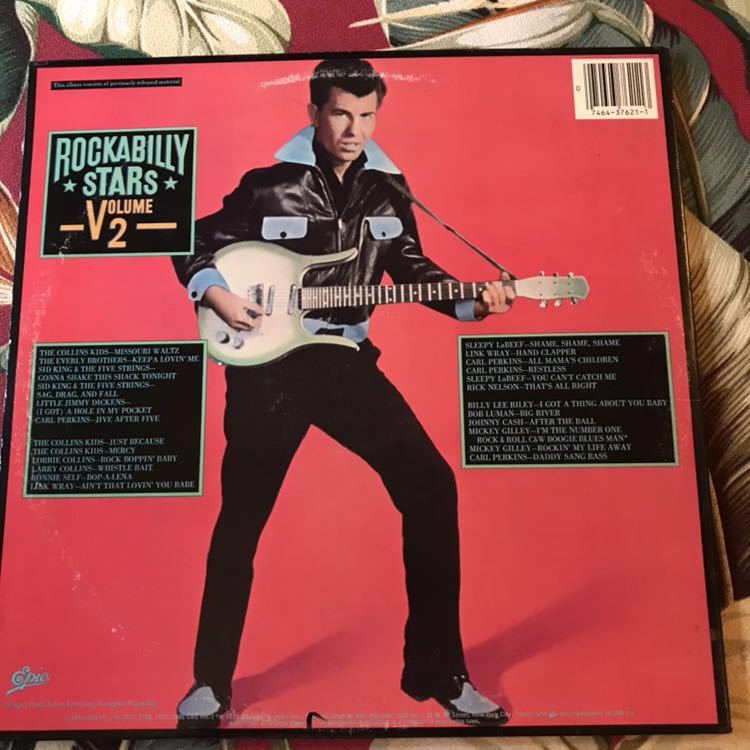 This album consists of previously released material
0
7464-37621-1
ROCKABILLY
STARS
VOLUME
2
THE COLLINS KIDS—MISSOURI WALTZ
THE EVERLY BROTHERS—KEEPA LOVIN' ME
SID KING & THE FIVE STRINGS—
GONNA SHAKE THIS SHACK TONIGHT
SID KING & THE FIVE STRINGS—
SAG, DRAG, AND FALL
LITTLE JIMMY DICKENS—
(I GOT) A HOLE IN MY POCKET
CARL PERKINS—JIVE AFTER FIVE
THE COLLINS KIDS—JUST BECAUSE
THE COLLINS KIDS—MERCY
LORRIE COLLINS—ROCK BOPPIN' BABY
LARRY COLLINS—WHISTLE BAIT
RONNIE SELF—BOP-A-LENA
LINK WRAY—AIN'T THAT LOVIN' YOU BABE
SLEEPY LaBEEF—SHAME, SHAME, SHAME
LINK WRAY—HAND CLAPPER
CARL PERKINS—ALL MAMA'S CHILDREN
CARL PERKINS—RESTLESS
SLEEPY LaBEEF—YOU CAN'T CATCH ME
RICK NELSON—THAT'S ALL RIGHT
BILLY LEE RILEY—I GOT A THING ABOUT YOU BABY
BOB LUMAN—BIG RIVER
JOHNNY CASH—AFTER THE BALL
MICKEY GILLEY—I'M THE NUMBER ONE
ROCK & ROLL C&W BOOGIE BLUES MAN*
MICKEY GILLEY—ROCKIN' MY LIFE AWAY
CARL PERKINS—DADDY SANG BASS
Epic